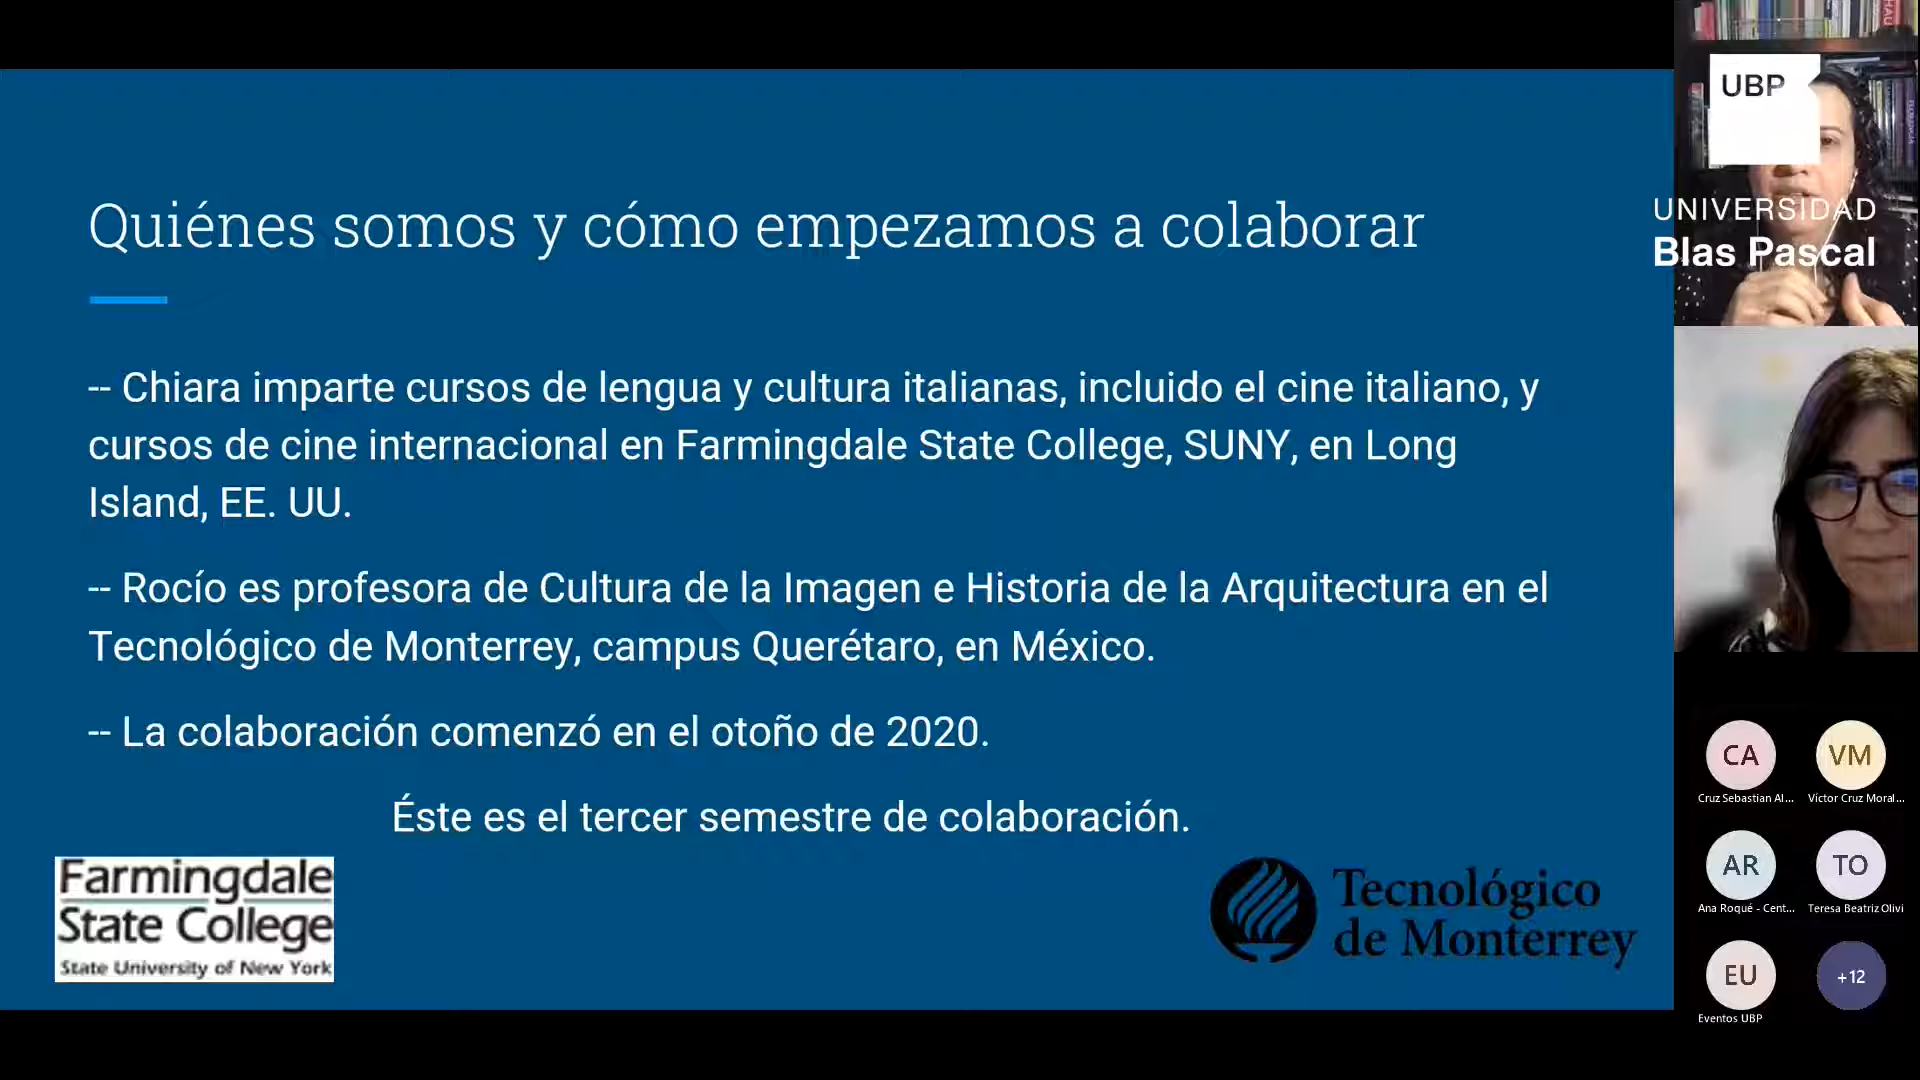 Quiénes somos y cómo empezamos a colaborar
-- Chiara imparte cursos de lengua y cultura italianas, incluido el cine italiano, y
cursos de cine internacional en Farmingdale State College, SUNY, en Long
Island, EE. UU.
-- Rocío es profesora de Cultura de la Imagen e Historia de la Arquitectura en el
Tecnológico de Monterrey, campus Querétaro, en México.
-- La colaboración comenzó en el otoño de 2020.
Éste es el tercer semestre de colaboración.
Farmingdale
State College
State University of New York
Tecnológico
de Monterrey
UBP
UNIVERSIDAD
Blas Pascal
CA
Cruz Sebastian Al...
VM
Víctor Cruz Moral...
AR
Ana Roqué - Cent...
TO
Teresa Beatriz Olivi
EU
Eventos UBP
+12